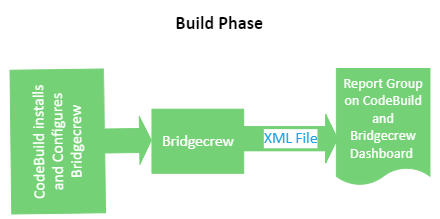 Build Phase
CodeBuild installs
and Configures
Bridgecrew
Bridgecrew
XML File
Report Group
on CodeBuild
and
Bridgecrew
Dashboard